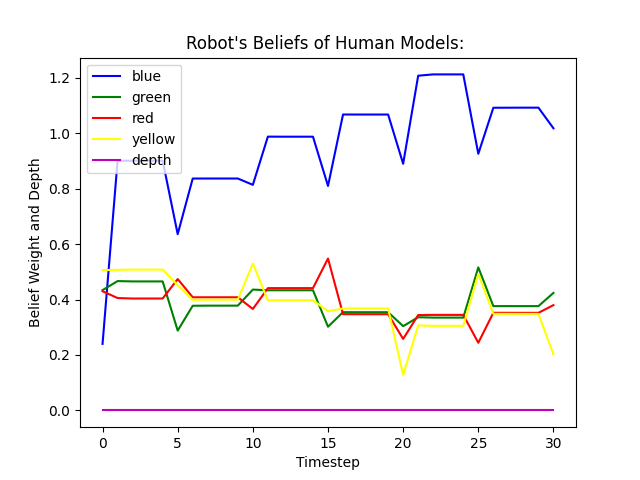 Robot's Beliefs of Human Models:
blue
green
red
yellow
depth
Belief Weight and Depth
1.2
1.0
0.8
0.6
0.4
0.2
0.0
0 5 10 15 20 25 30
Timestep